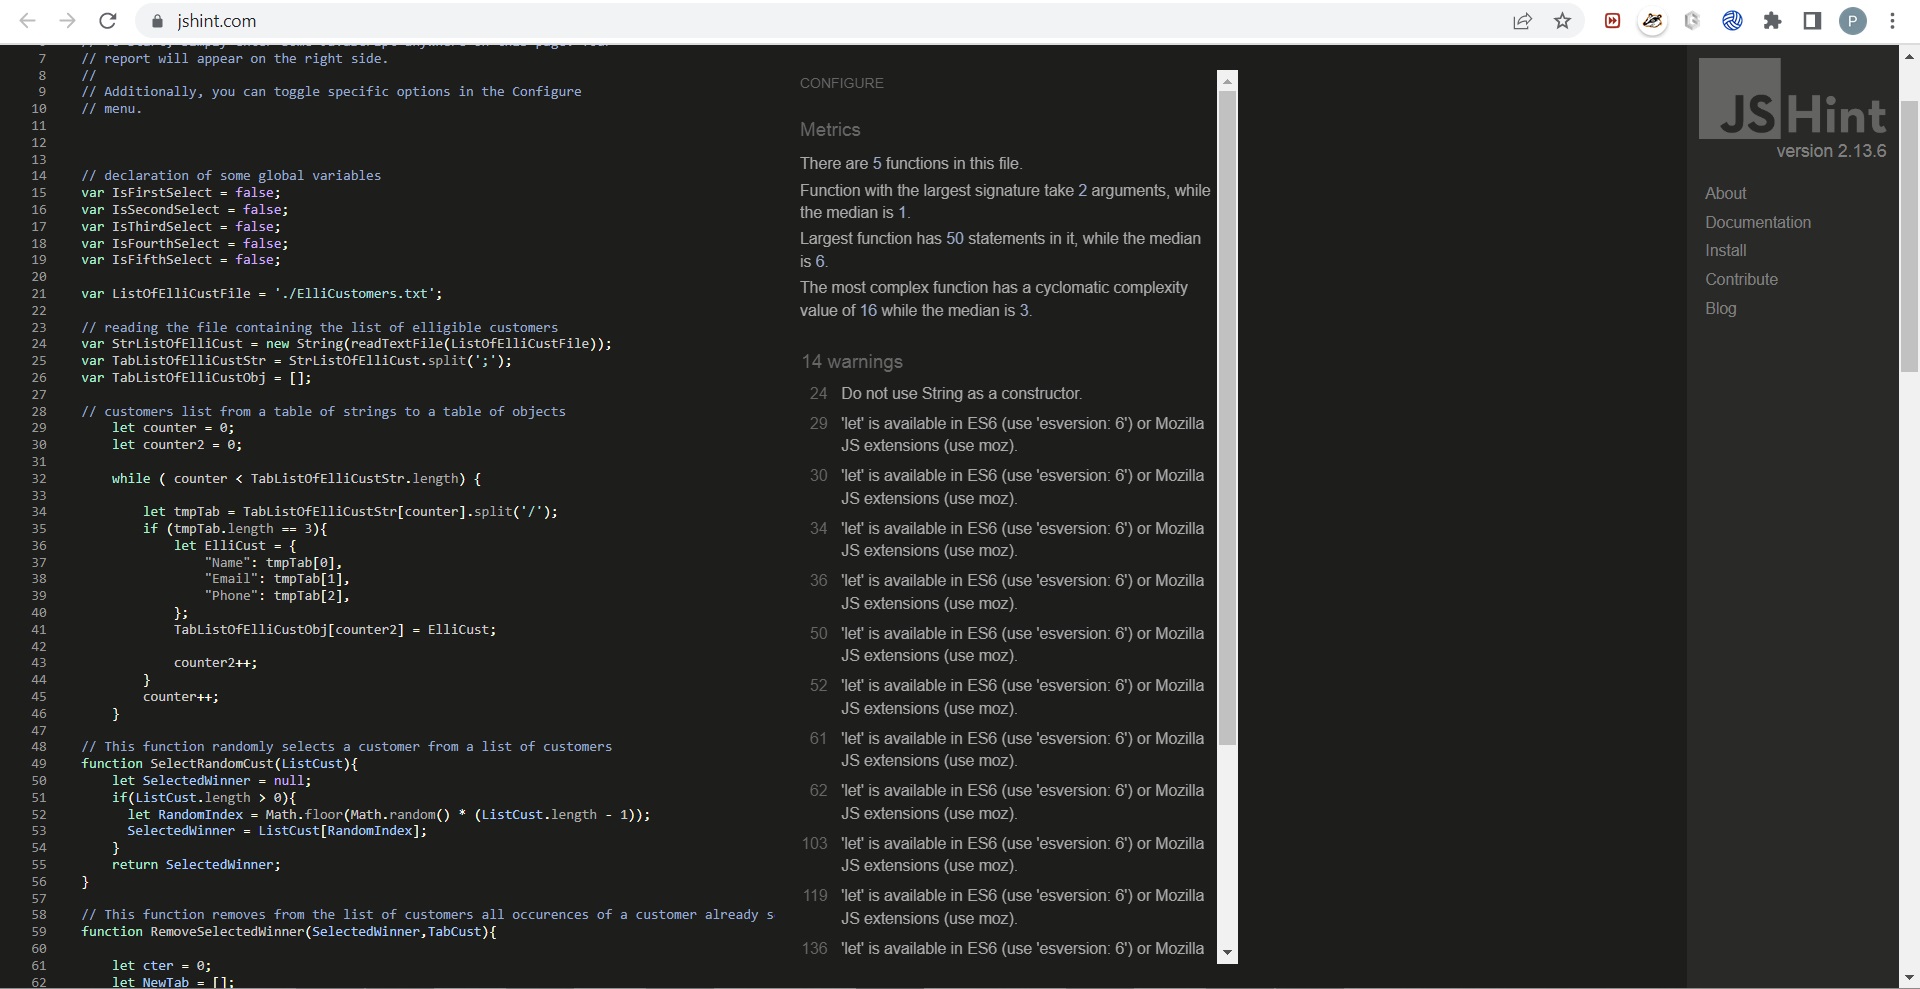 jshint.com
P
7 // report will appear on the right side.
8 //
9 // Additionally, you can toggle specific options in the Configure
10 // menu.
11
12
13
14 // declaration of some global variables
15 var IsFirstSelect = false;
16 var IsSecondSelect = false;
17 var IsThirdSelect = false;
18 var IsFourthSelect = false;
19 var IsFifthSelect = false;
20
21 var ListOfElliCustFile = './ElliCustomers.txt';
22
23 // reading the file containing the list of elligible customers
24 var StrListOfElliCust = new String(readTextFile(ListOfElliCustFile));
25 var TabListOfElliCustStr = StrListOfElliCust.split(';');
26 var TabListOfElliCustObj = [];
27
28 // customers list from a table of strings to a table of objects
29 let counter = 0;
30 let counter2 = 0;
31
32 while ( counter < TabListOfElliCustStr.length) {
33
34 let tmpTab = TabListOfElliCustStr[counter].split('/');
35 if (tmpTab.length == 3){
36 let ElliCust = {
37 "Name": tmpTab[0],
38 "Email": tmpTab[1],
39 "Phone": tmpTab[2],
40 };
41 TabListOfElliCustObj[counter2] = ElliCust;
42
43 counter2++;
44 }
45 counter++;
46 }
47
48 // This function randomly selects a customer from a list of customers
49 function SelectRandomCust(ListCust){
50 let SelectedWinner = null;
51 if(ListCust.length > 0){
52 let RandomIndex = Math.floor(Math.random() * (ListCust.length - 1));
53 SelectedWinner = ListCust[RandomIndex];
54 }
55 return SelectedWinner;
56 }
57
58 // This function removes from the list of customers all occurences of a customer already s
59 function RemoveSelectedWinner(SelectedWinner,TabCust){
60
61 let cter = 0;
62 let NewTab = [];
CONFIGURE
Metrics
There are 5 functions in this file.
Function with the largest signature take 2 arguments, while
the median is 1.
Largest function has 50 statements in it, while the median
is 6.
The most complex function has a cyclomatic complexity
value of 16 while the median is 3.
14 warnings
24 Do not use String as a constructor.
29 'let' is available in ES6 (use 'esversion: 6') or Mozilla
JS extensions (use moz).
30 'let' is available in ES6 (use 'esversion: 6') or Mozilla
JS extensions (use moz).
34 'let' is available in ES6 (use 'esversion: 6') or Mozilla
JS extensions (use moz).
36 'let' is available in ES6 (use 'esversion: 6') or Mozilla
JS extensions (use moz).
50 'let' is available in ES6 (use 'esversion: 6') or Mozilla
JS extensions (use moz).
52 'let' is available in ES6 (use 'esversion: 6') or Mozilla
JS extensions (use moz).
61 'let' is available in ES6 (use 'esversion: 6') or Mozilla
JS extensions (use moz).
62 'let' is available in ES6 (use 'esversion: 6') or Mozilla
JS extensions (use moz).
103 'let' is available in ES6 (use 'esversion: 6') or Mozilla
JS extensions (use moz).
119 'let' is available in ES6 (use 'esversion: 6') or Mozilla
JS extensions (use moz).
136 'let' is available in ES6 (use 'esversion: 6') or Mozilla
JSHint
version 2.13.6
About
Documentation
Install
Contribute
Blog